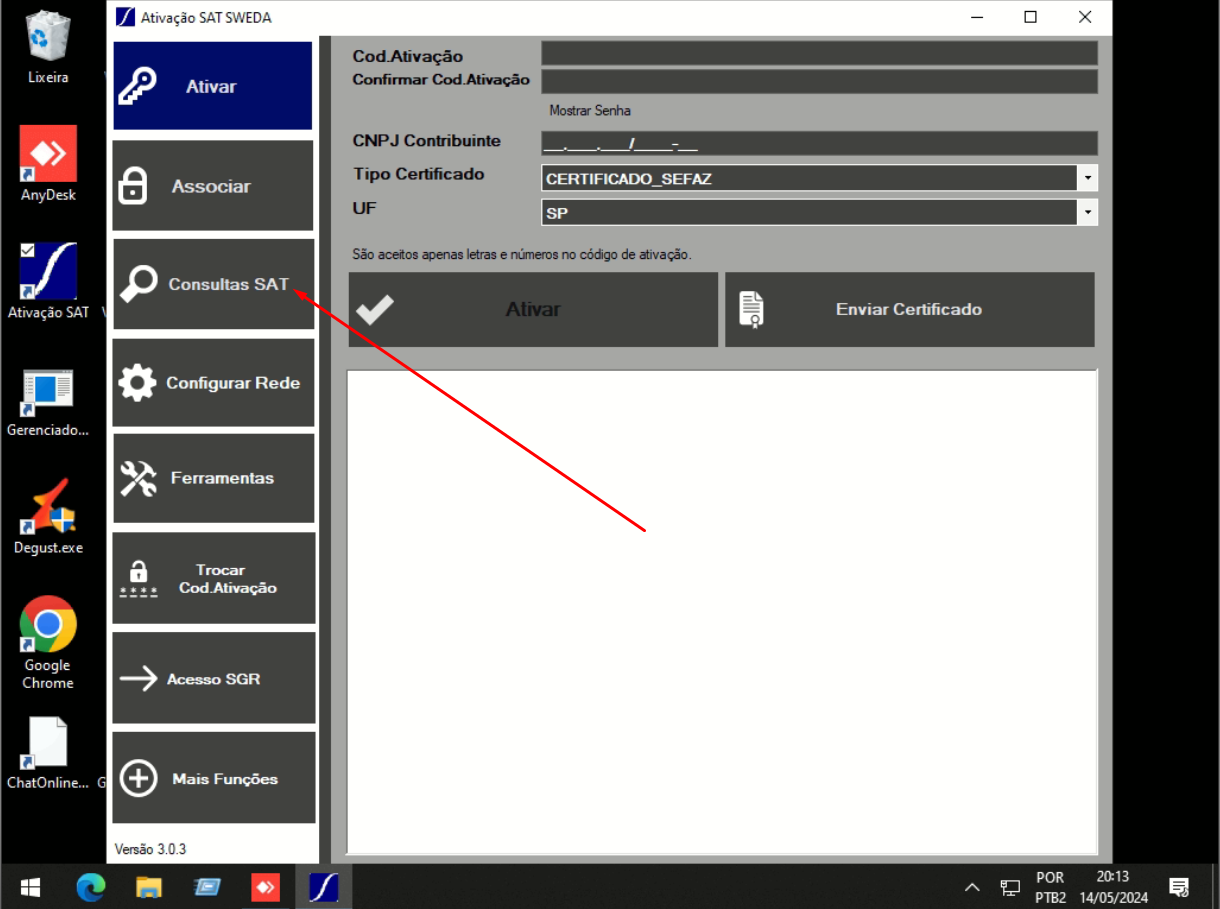 Lixeira
AnyDesk
Ativação SAT
Gerenciado...
Degust.exe
Google
Chrome
ChatOnline...
G
Ativação SAT SWEDA
Ativar
Associar
Consultas SAT
Configurar Rede
Ferramentas
Trocar
Cod.Ativação
Acesso SGR
Mais Funções
Versão 3.0.3
Cod.Ativação
Confirmar Cod.Ativação
Mostrar Senha
CNPJ Contribuinte
__.___.___/____-__
Tipo Certificado
CERTIFICADO_SEFAZ
UF
SP
São aceitos apenas letras e números no código de ativação.
Ativar
Enviar Certificado
POR
PTB2
20:13
14/05/2024